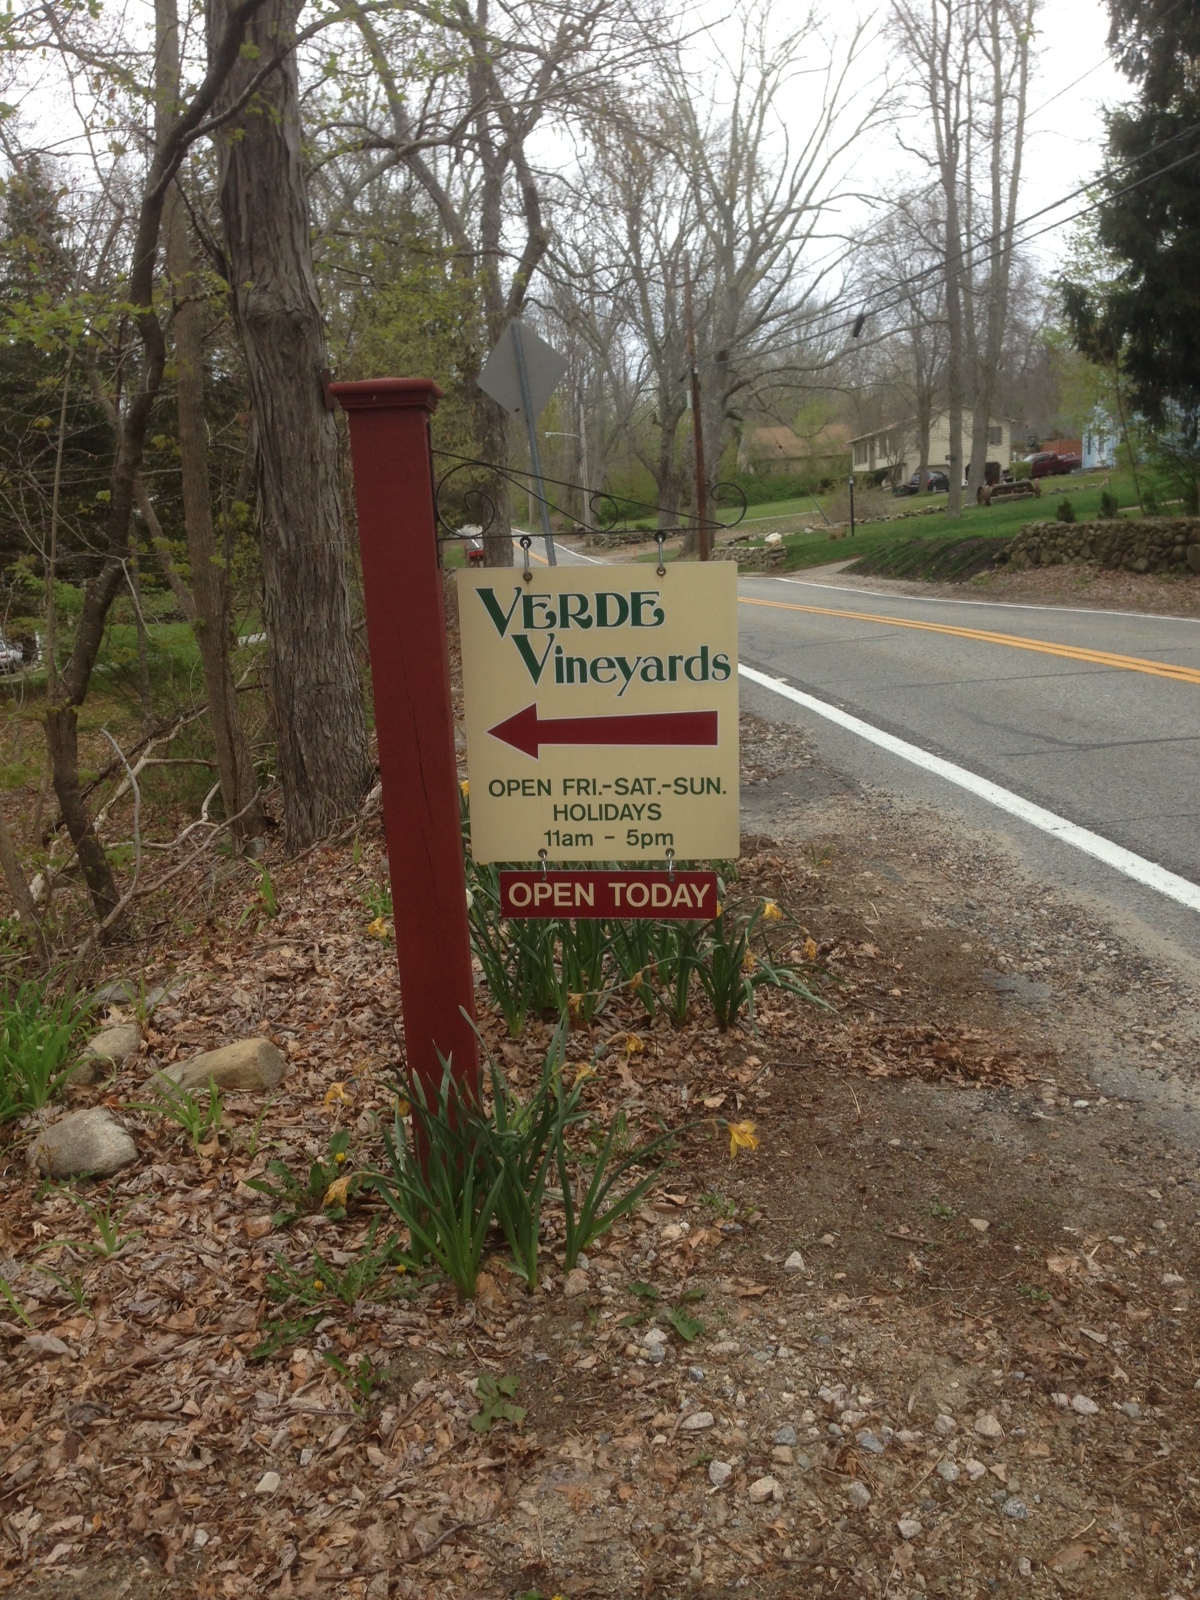 VERDE
Vineyards
OPEN FRI.-SAT.-SUN.
HOLIDAYS
11am - 5pm
OPEN TODAY